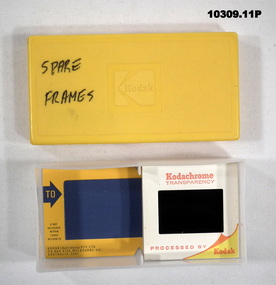 10309.11P
SPARE
Kodak
FRAMES
TO
Kodachrome
TRANSPARENCY
PROCESSED BY
Kodak